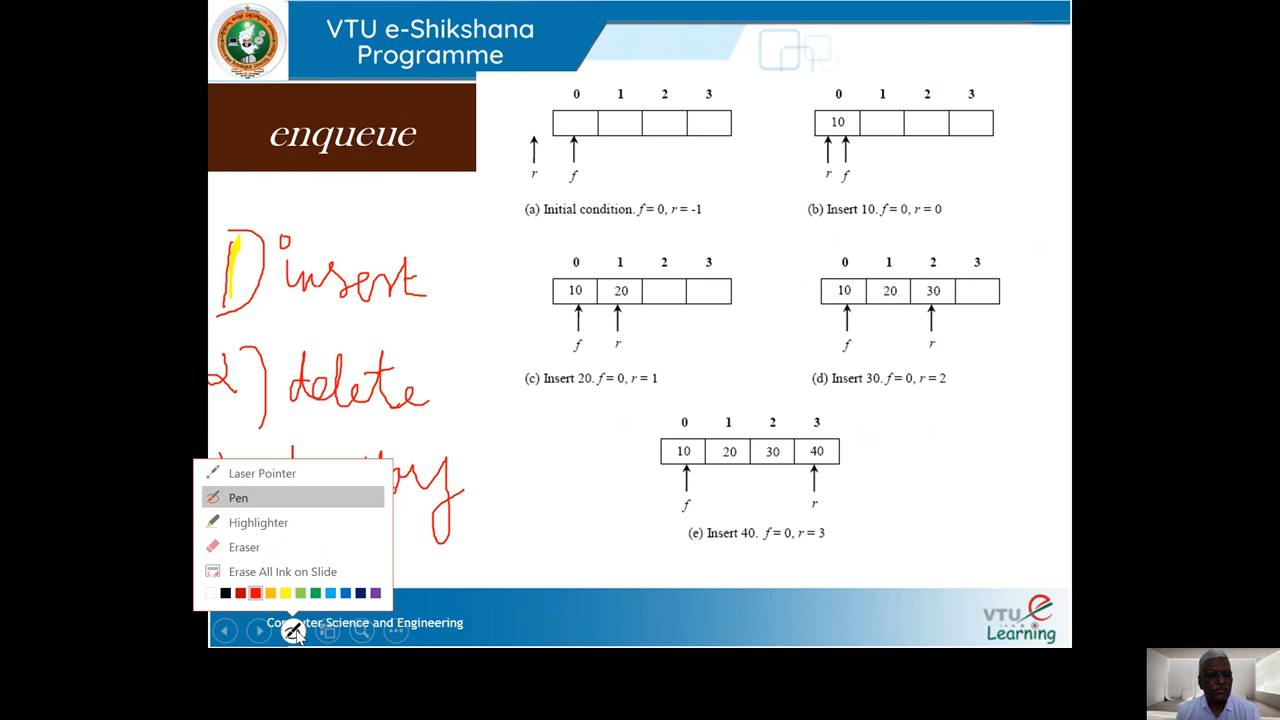 VTU e-Shikshana
Programme
enqueue
0 1 2 3
r f
(a) Initial condition. f = 0, r = -1
0 1 2 3
10
r f
(b) Insert 10. f = 0, r = 0
0 1 2 3
10 20
f r
(c) Insert 20. f = 0, r = 1
0 1 2 3
10 20 30
f r
(d) Insert 30. f = 0, r = 2
0 1 2 3
10 20 30 40
f r
(e) Insert 40. f = 0, r = 3
1) insert
2) delete
Laser Pointer
Pen
Highlighter
Eraser
Erase All Ink on Slide
Computer Science and Engineering
VTU e
Learning